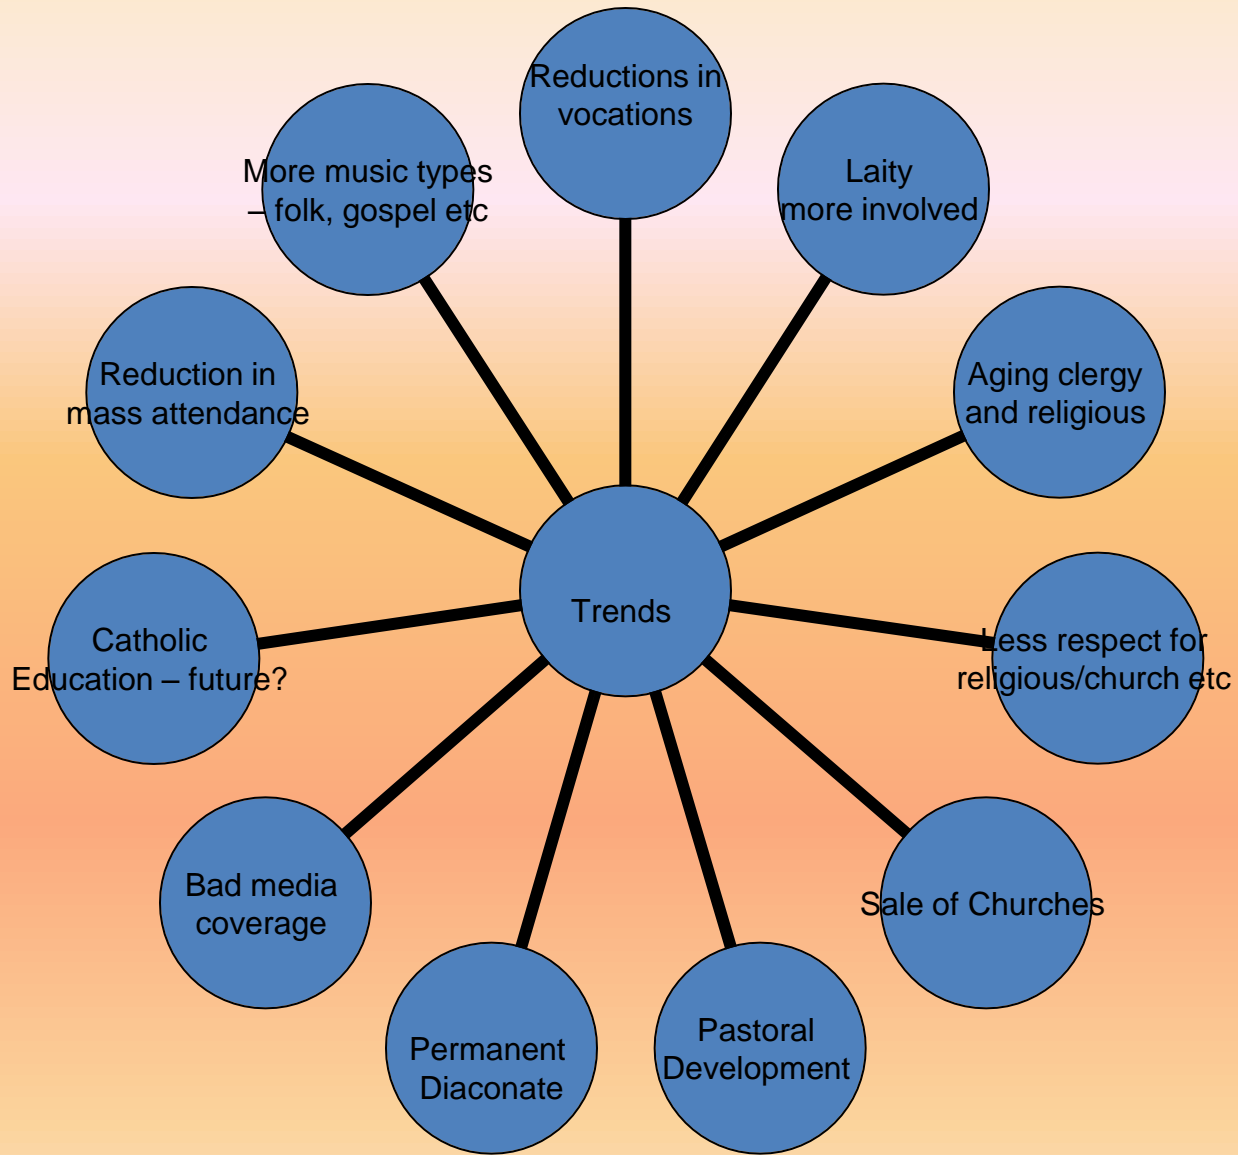 Reductions in
vocations
Laity
more involved
Aging clergy
and religious
Less respect for
religious/church etc
Sale of Churches
Pastoral
Development
Permanent
Diaconate
Bad media
coverage
Catholic
Education – future?
Reduction in
mass attendance
More music types
– folk, gospel etc
Trends